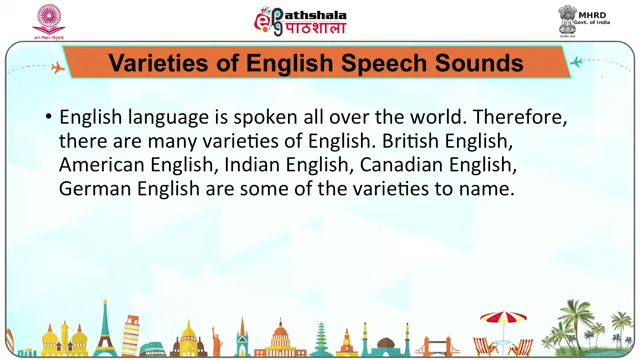 ePathshala
पाठशाला
MHRD
Govt. of India
Varieties of English Speech Sounds
• English language is spoken all over the world. Therefore,
there are many varieties of English. British English,
American English, Indian English, Canadian English,
German English are some of the varieties to name.